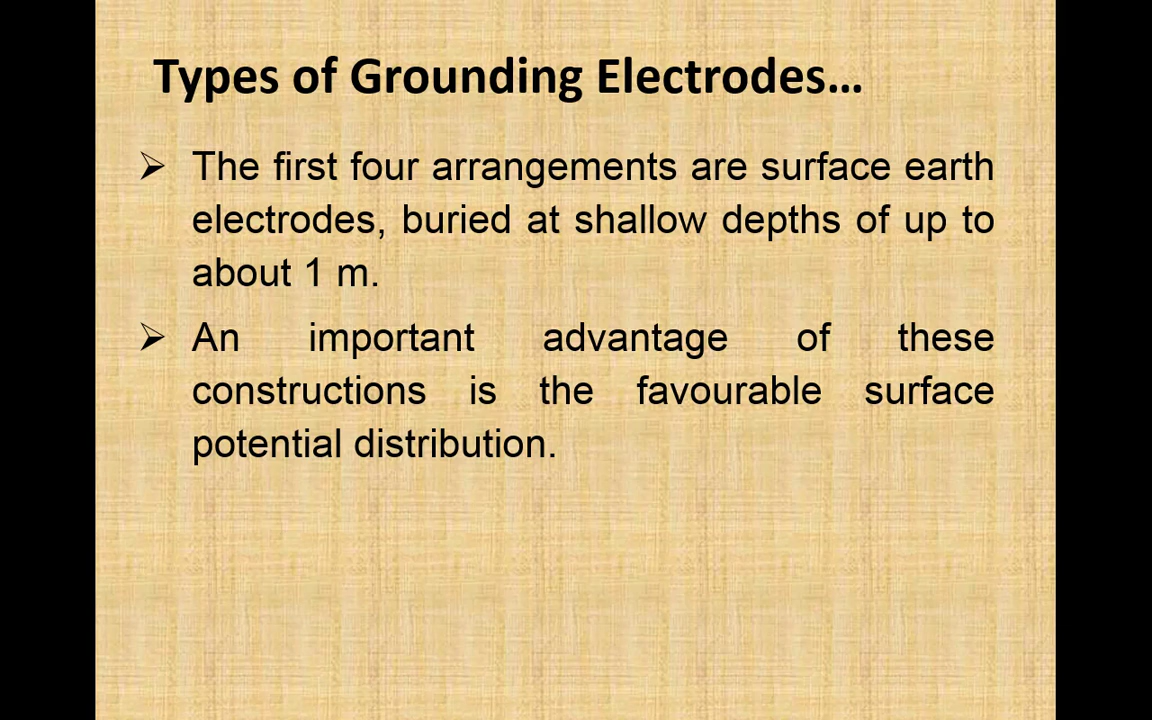 Types of Grounding Electrodes...
➢ The first four arrangements are surface earth
electrodes, buried at shallow depths of up to
about 1 m.
➢ An important advantage of these
constructions is the favourable surface
potential distribution.